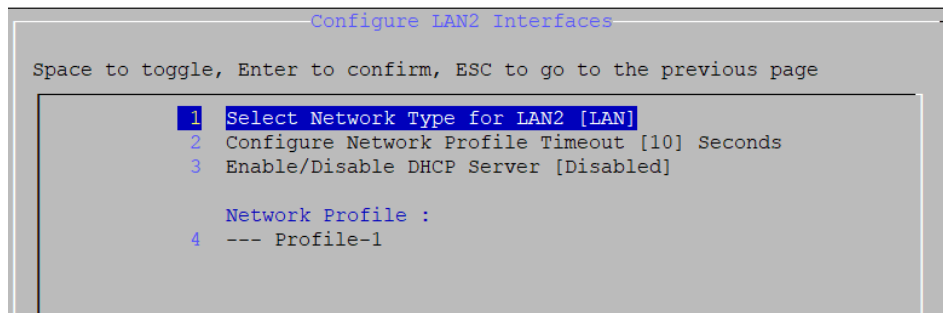 Configure LAN2 Interfaces
Space to toggle, Enter to confirm, ESC to go to the previous page
1 Select Network Type for LAN2 [LAN]
2 Configure Network Profile Timeout [10] Seconds
3 Enable/Disable DHCP Server [Disabled]
Network Profile :
4 --- Profile-1